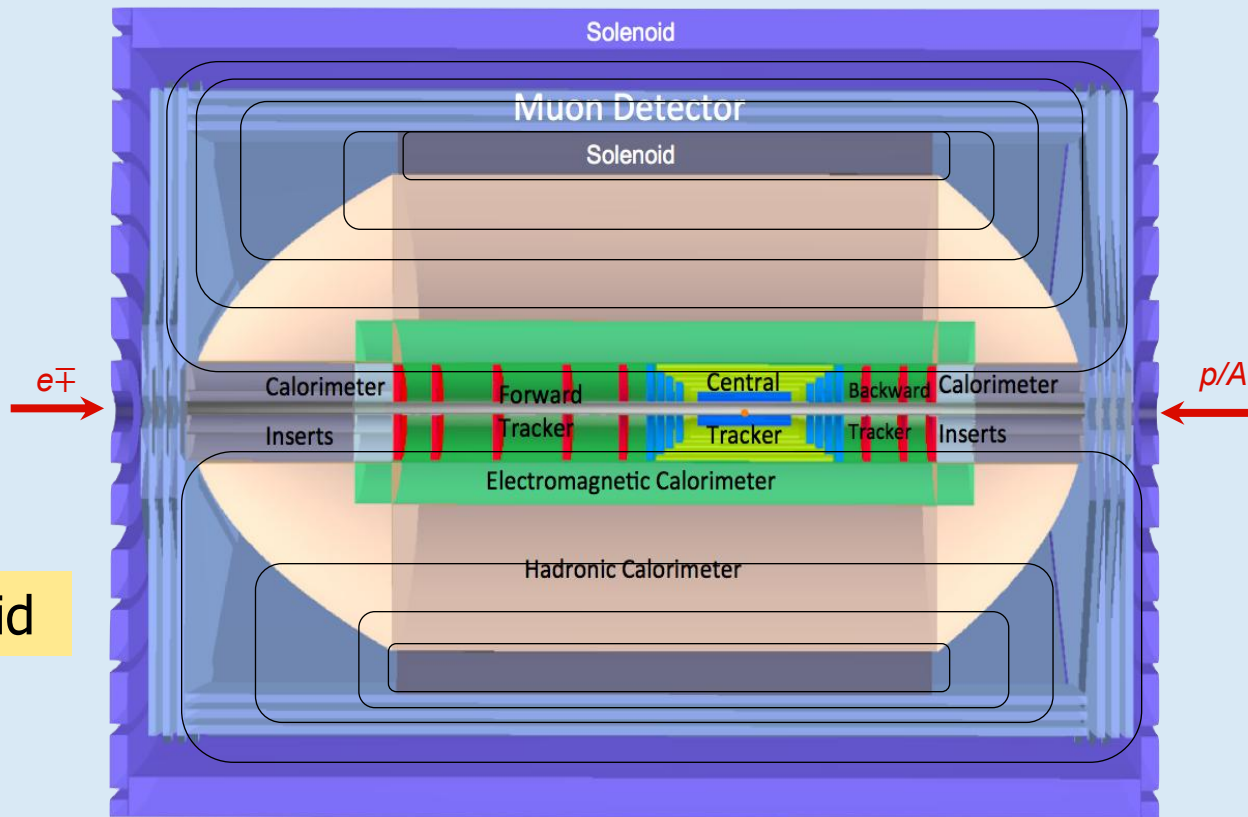 Solenoid
Muon Detector
Solenoid
e∓
p/A
Calorimeter
Forward
Central
Backward
Calorimeter
Inserts
Tracker
Tracker
Tracker
Inserts
Electromagnetic Calorimeter
Hadronic Calorimeter
id